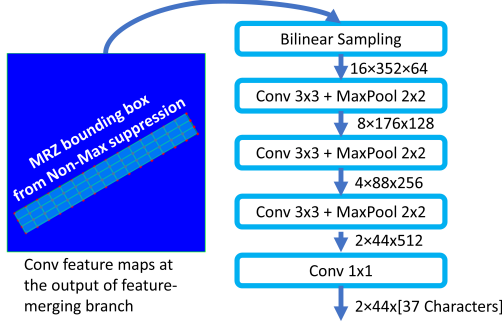 MRZ bounding box
from Non-Max suppression
Conv feature maps at
the output of feature-
merging branch
Bilinear Sampling
16×352×64
Conv 3x3 + MaxPool 2x2
8×176x128
Conv 3x3 + MaxPool 2x2
4×88x256
Conv 3x3 + MaxPool 2x2
2×44x512
Conv 1x1
2×44x[37 Characters]